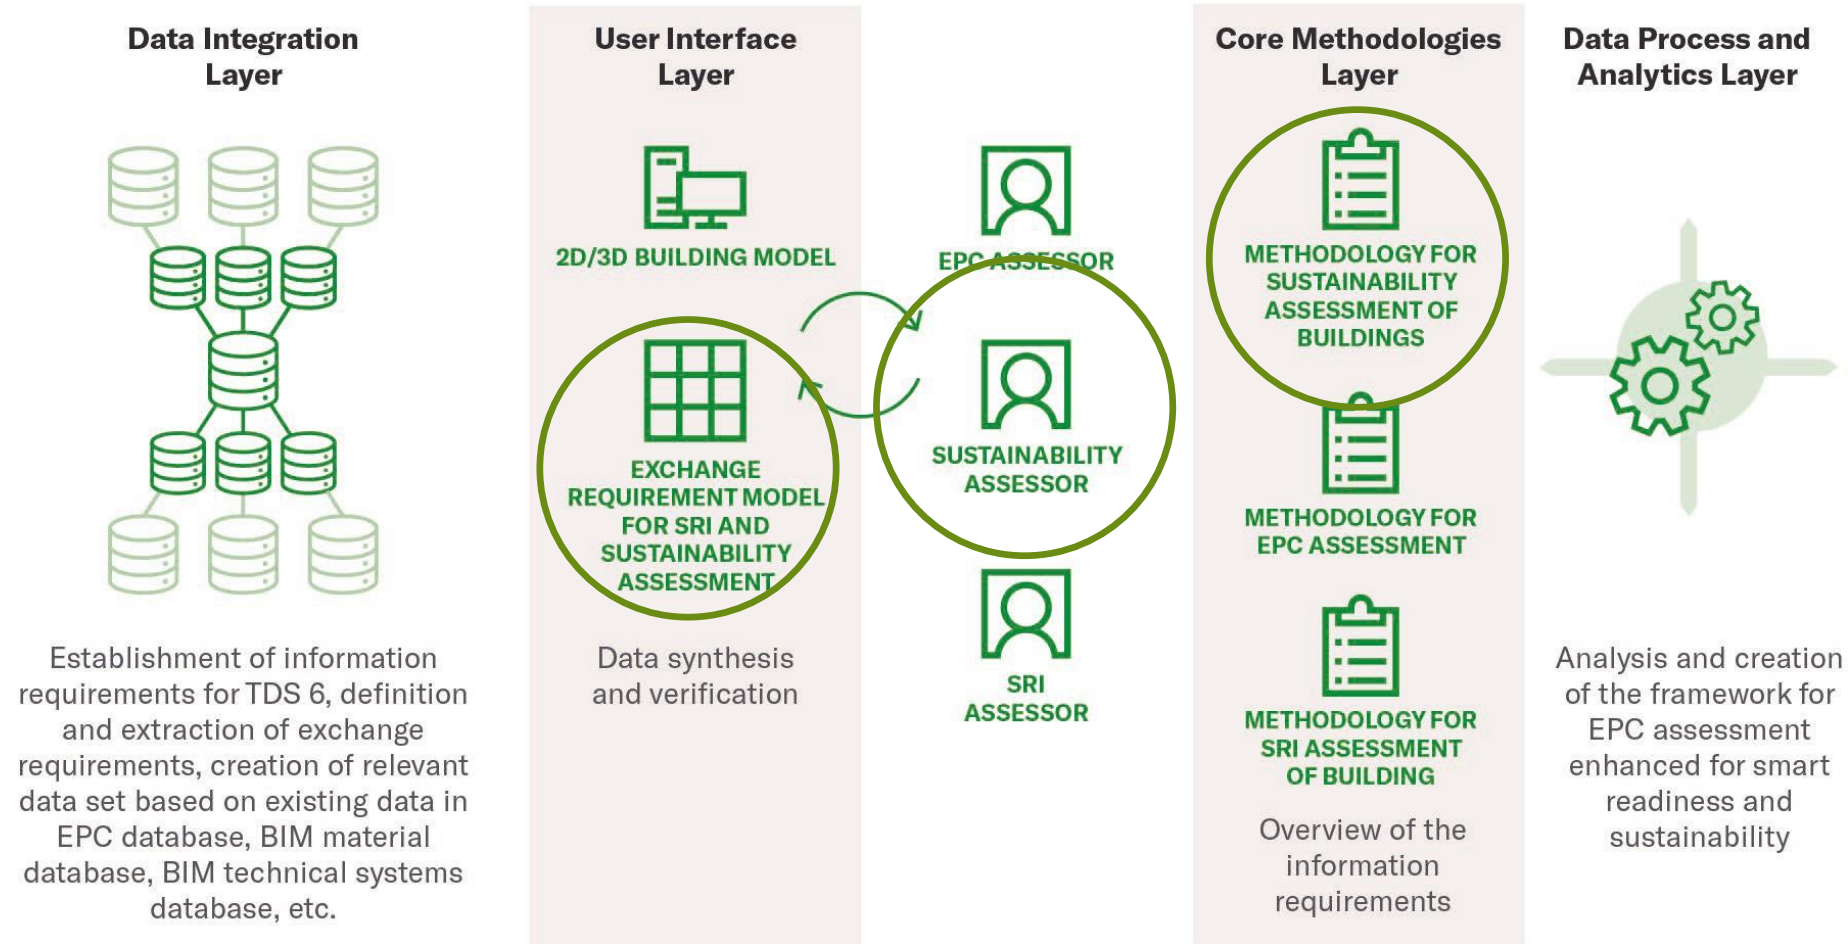 Data Integration
Layer
Establishment of information
requirements for TDS 6, definition
and extraction of exchange
requirements, creation of relevant
data set based on existing data in
EPC database, BIM material
database, BIM technical systems
database, etc.
User Interface
Layer
2D/3D BUILDING MODEL
EXCHANGE
REQUIREMENT MODEL
FOR SRI AND
SUSTAINABILITY
ASSESSMENT
Data synthesis
and verification
EPC ASSESSOR
SUSTAINABILITY
ASSESSOR
SRI
ASSESSOR
Core Methodologies
Layer
METHODOLOGY FOR
SUSTAINABILITY
ASSESSMENT OF
BUILDINGS
METHODOLOGY FOR
EPC ASSESSMENT
METHODOLOGY FOR
SRI ASSESSMENT
OF BUILDING
Overview of the
information
requirements
Data Process and
Analytics Layer
Analysis and creation
of the framework for
EPC assessment
enhanced for smart
readiness and
sustainability